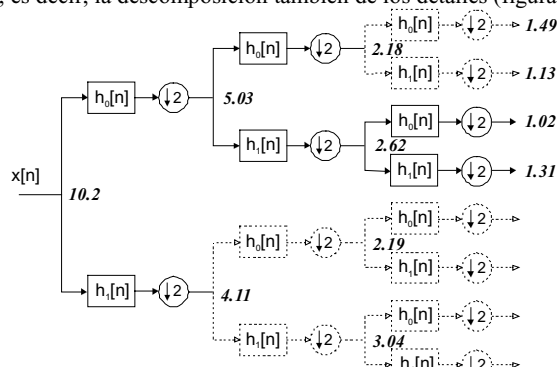 , es decir, la descomposición también de los detalles (figura
h₀[n] ↓2 1.49
h₀[n] ↓2 2.18
h₁[n] ↓2 1.13
h₀[n] ↓2 5.03
h₀[n] ↓2 1.02
h₁[n] ↓2 2.62
h₁[n] ↓2 1.31
x[n]
10.2
h₀[n] ↓2
h₀[n] ↓2 2.19
h₁[n] ↓2
h₁[n] ↓2 4.11
h₀[n] ↓2
h₁[n] ↓2 3.04
h₁[n] ↓2